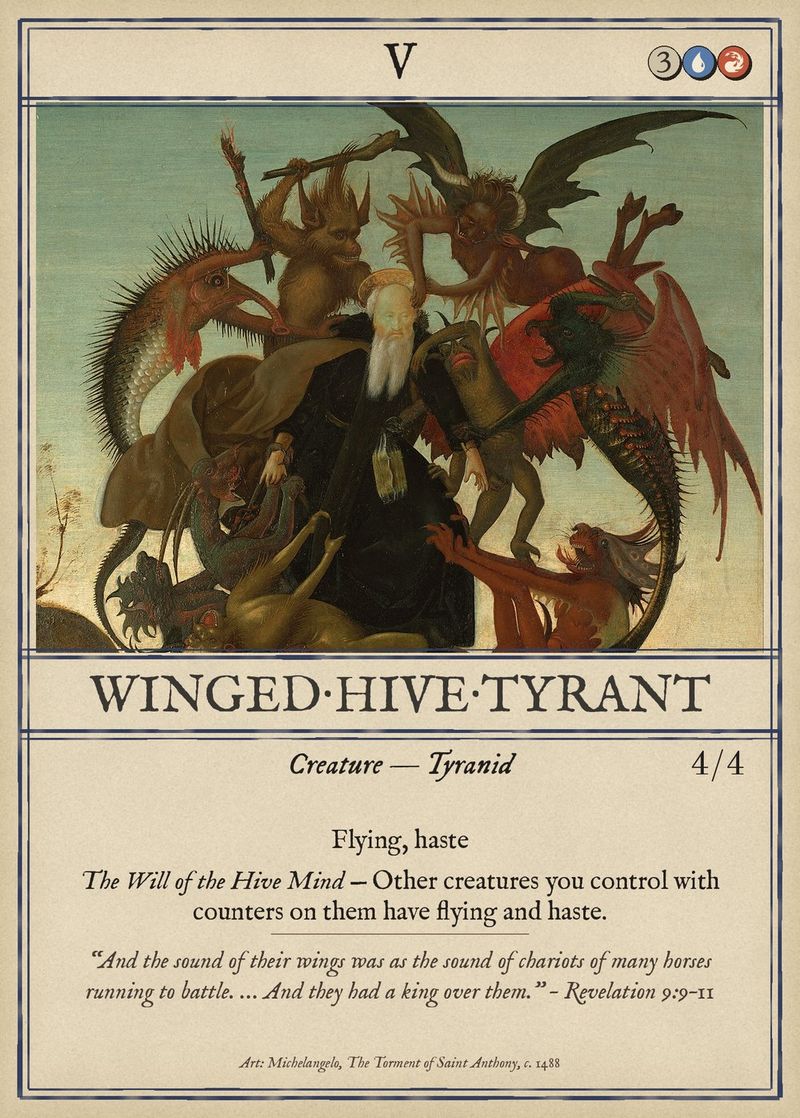 V
3
WINGED·HIVE·TYRANT
Creature — Tyranid
4/4
Flying, haste
The Will of the Hive Mind – Other creatures you control with
counters on them have flying and haste.
“And the sound of their wings was as the sound of chariots of many horses
running to battle. ... And they had a king over them.” – Revelation 9:9–11
Art: Michelangelo, The Torment of Saint Anthony, c. 1488